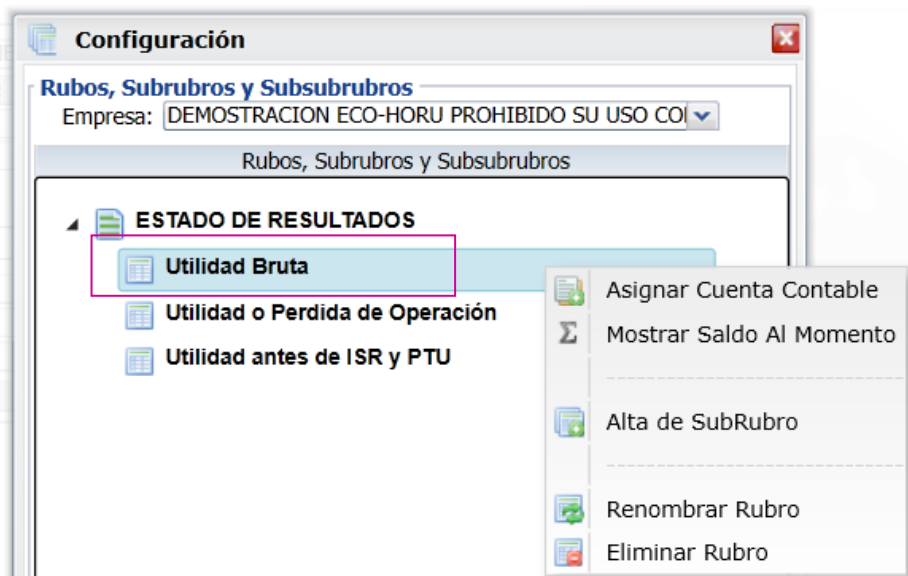 Configuración
Rubos, Subrubros y Subsubrubros
Empresa: DEMOSTRACION ECO-HORU PROHIBIDO SU USO CO
Rubos, Subrubros y Subsubrubros
ESTADO DE RESULTADOS
Utilidad Bruta
Utilidad o Perdida de Operación
Utilidad antes de ISR y PTU
Asignar Cuenta Contable
Σ Mostrar Saldo Al Momento
Alta de SubRubro
Renombrar Rubro
Eliminar Rubro